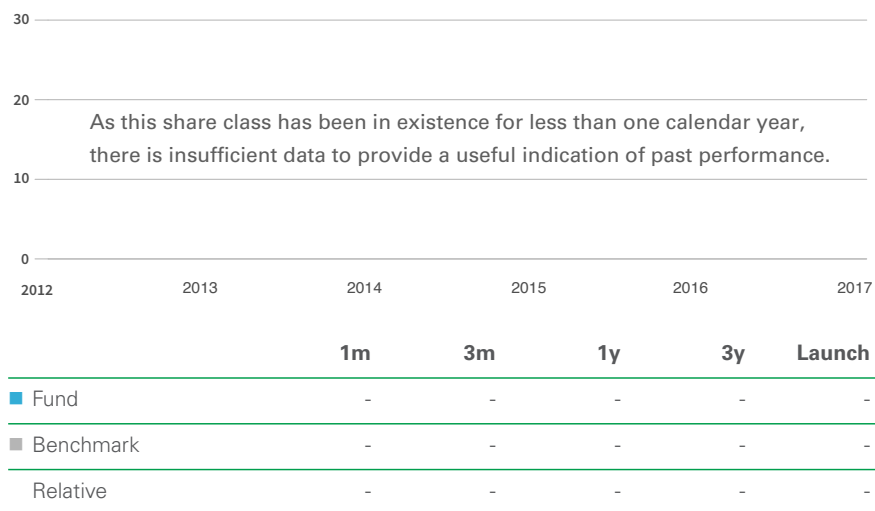 30
20
As this share class has been in existence for less than one calendar year,
there is insufficient data to provide a useful indication of past performance.
10
0
2012 2013 2014 2015 2016 2017
1m 3m 1y 3y Launch
Fund - - - - -
Benchmark - - - - -
Relative - - - - -